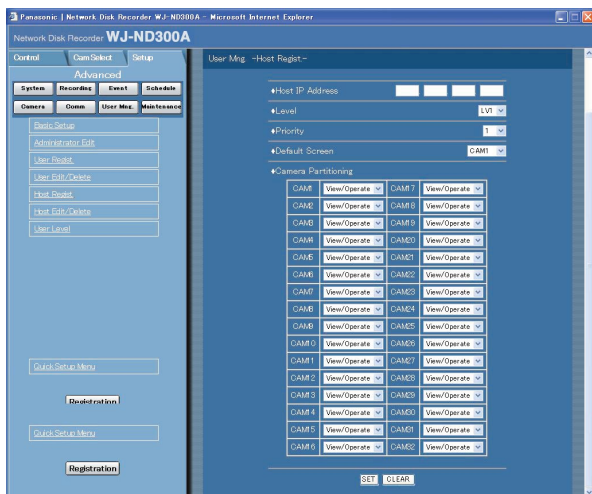 Panasonic | Network Disk Recorder WJ-ND300A - Microsoft Internet Explorer
Network Disk Recorder WJ-ND300A
Control Cam Select Setup
Advanced
System Recording Event Schedule
Camera Comm User Mng. Maintenance
Basic Setup
Administrator Edit
User Regist.
User Edit/Delete
Host Regist.
Host Edit/Delete
User Level
Quick Setup Menu
Registration
Quick Setup Menu
Registration
User Mng. -Host Regist.-
♦Host IP Address
♦Level LV1
♦Priority 1
♦Default Screen CAM1
♦Camera Partitioning
CAM1 View/Operate CAM17 View/Operate
CAM2 View/Operate CAM18 View/Operate
CAM3 View/Operate CAM19 View/Operate
CAM4 View/Operate CAM20 View/Operate
CAM5 View/Operate CAM21 View/Operate
CAM6 View/Operate CAM22 View/Operate
CAM7 View/Operate CAM23 View/Operate
CAM8 View/Operate CAM24 View/Operate
CAM9 View/Operate CAM25 View/Operate
CAM10 View/Operate CAM26 View/Operate
CAM11 View/Operate CAM27 View/Operate
CAM12 View/Operate CAM28 View/Operate
CAM13 View/Operate CAM29 View/Operate
CAM14 View/Operate CAM30 View/Operate
CAM15 View/Operate CAM31 View/Operate
CAM16 View/Operate CAM32 View/Operate
SET CLEAR